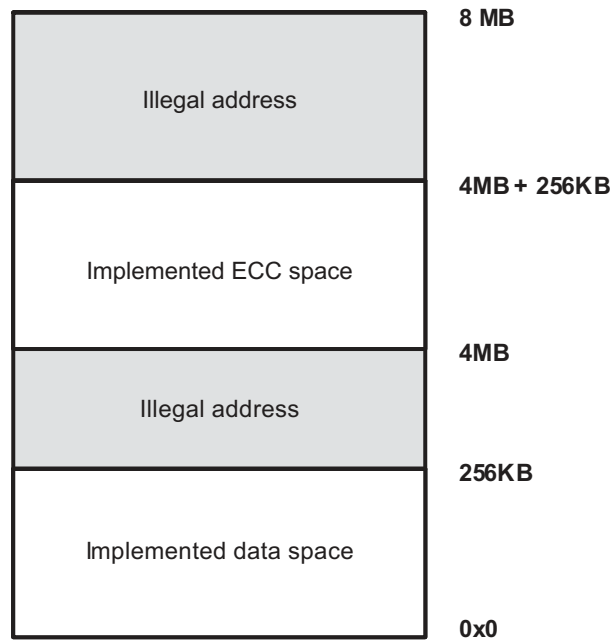 8 MB
Illegal address
4MB + 256KB
Implemented ECC space
4MB
Illegal address
256KB
Implemented data space
0x0